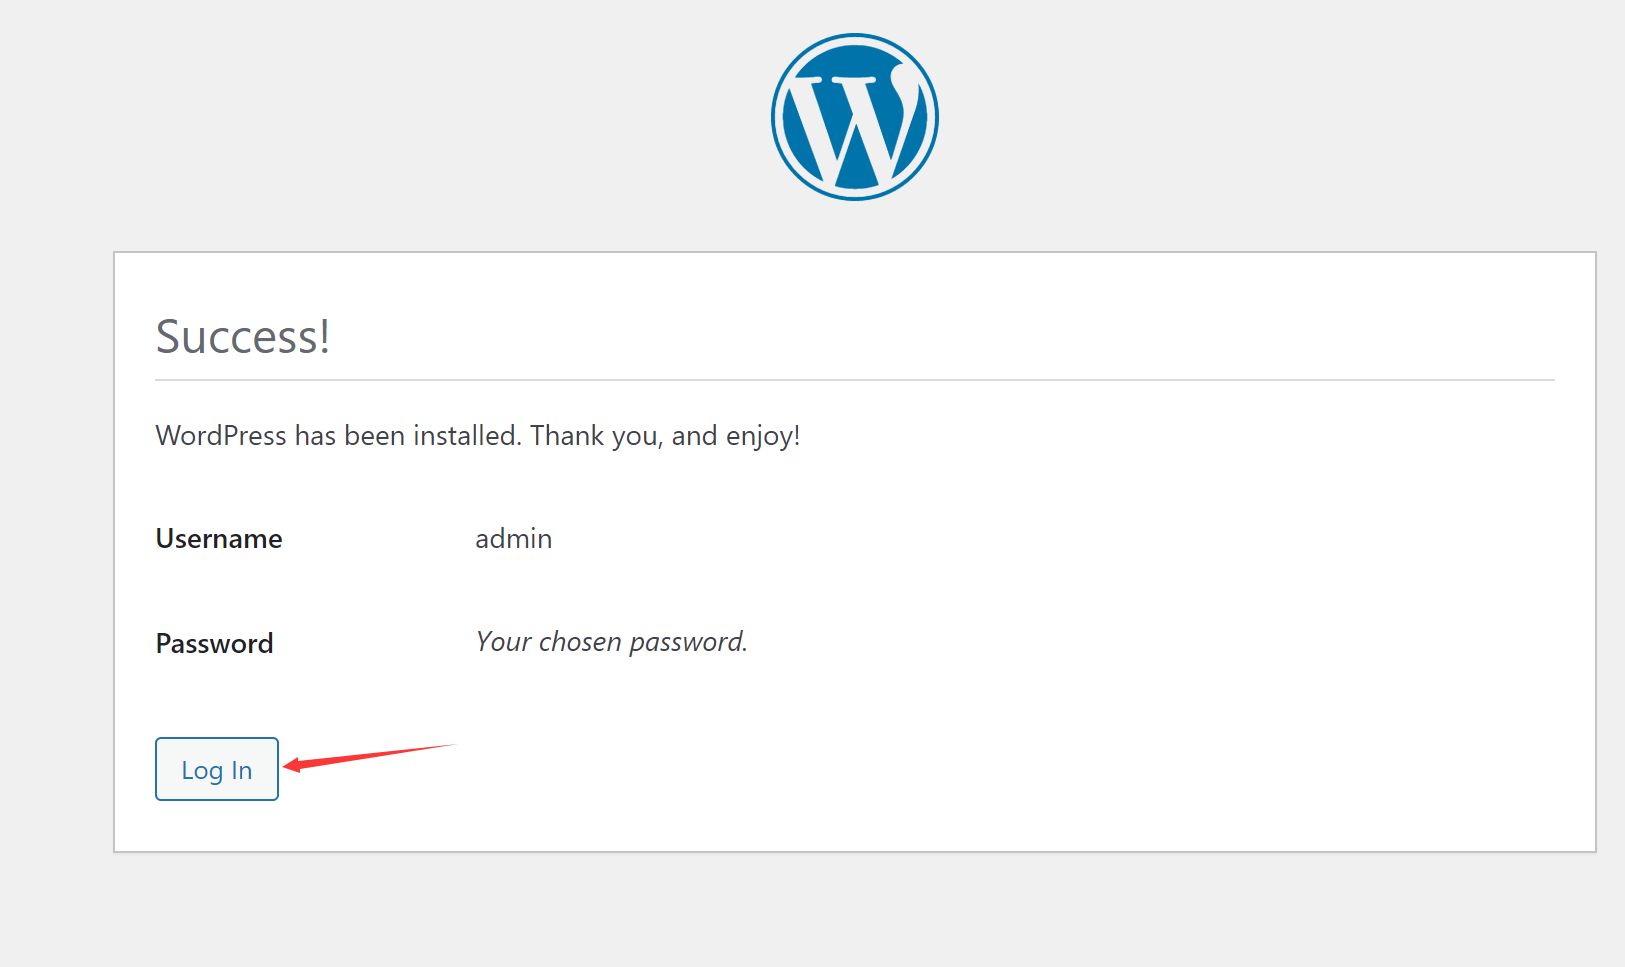 Success!
WordPress has been installed. Thank you, and enjoy!
Username admin
Password Your chosen password.
Log In